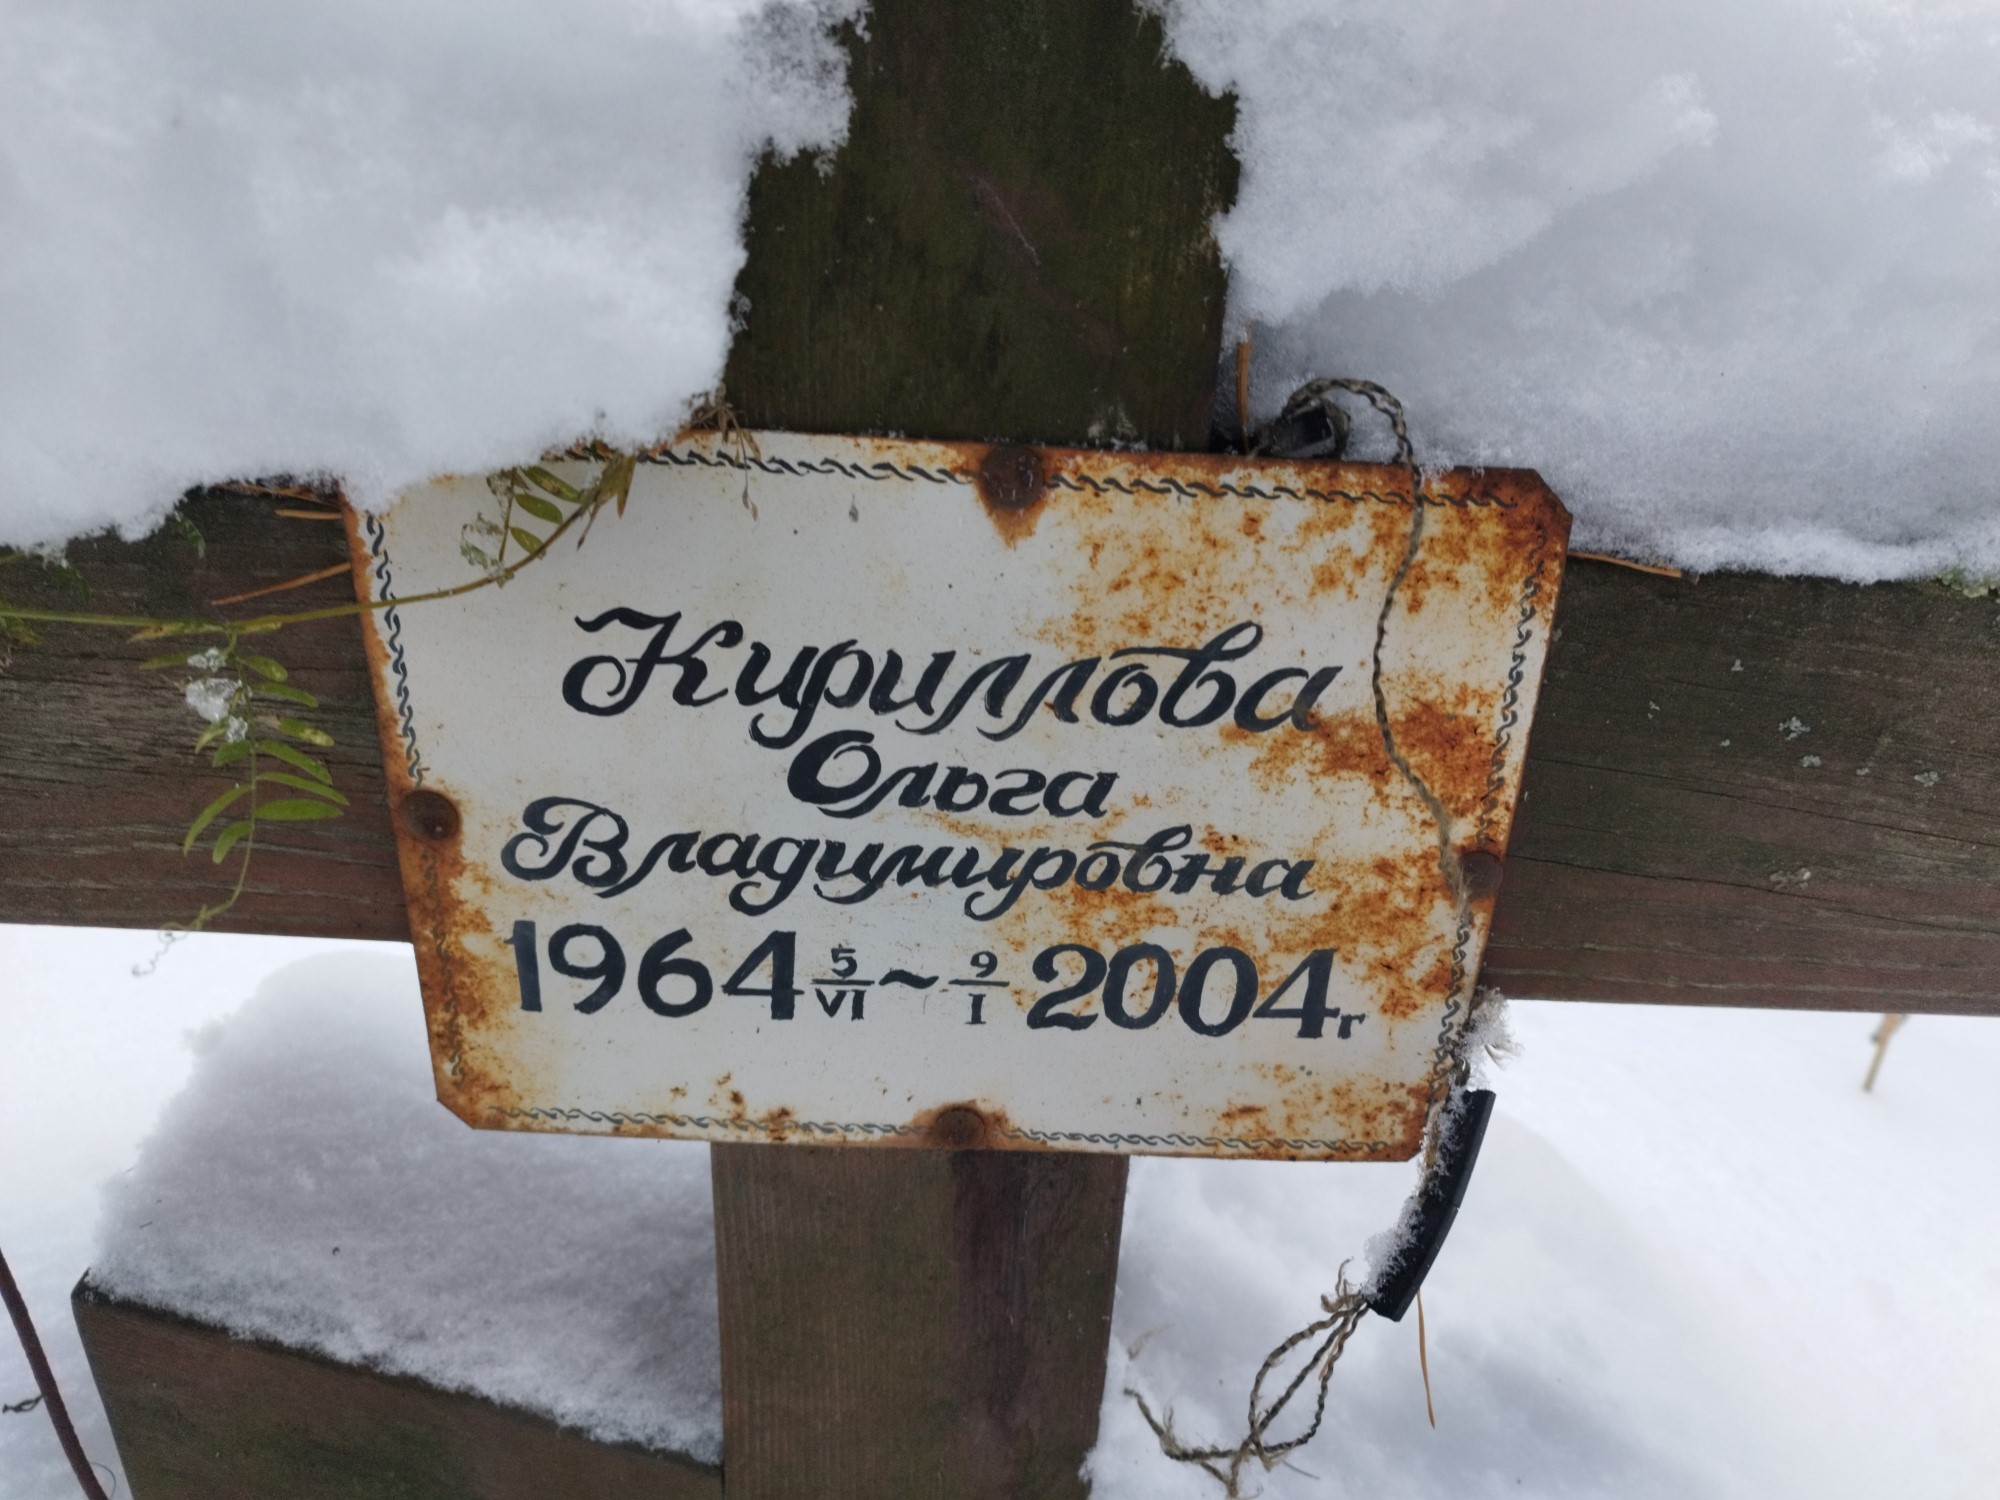 Кириллова
Ольга
Владимировна
1964 5/VI ~ 9/I 2004г